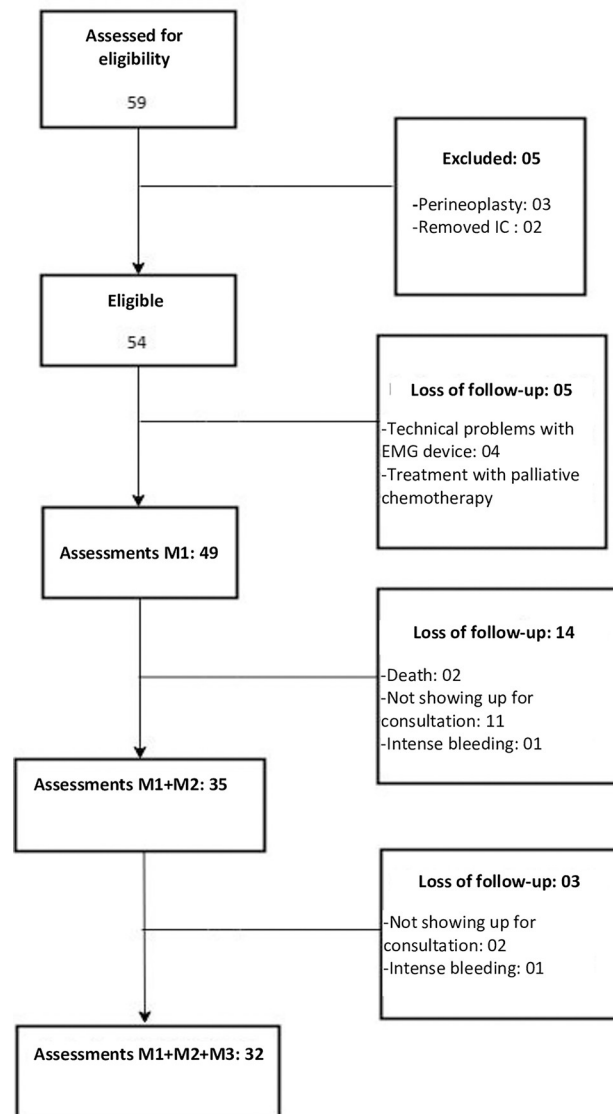 Assessed for
eligibility
59
Excluded: 05
-Perineoplasty: 03
-Removed IC : 02
Eligible
54
Loss of follow-up: 05
-Technical problems with
EMG device: 04
-Treatment with palliative
chemotherapy
Assessments M1: 49
Loss of follow-up: 14
-Death: 02
-Not showing up for
consultation: 11
-Intense bleeding: 01
Assessments M1+M2: 35
Loss of follow-up: 03
-Not showing up for
consultation: 02
-Intense bleeding: 01
Assessments M1+M2+M3: 32